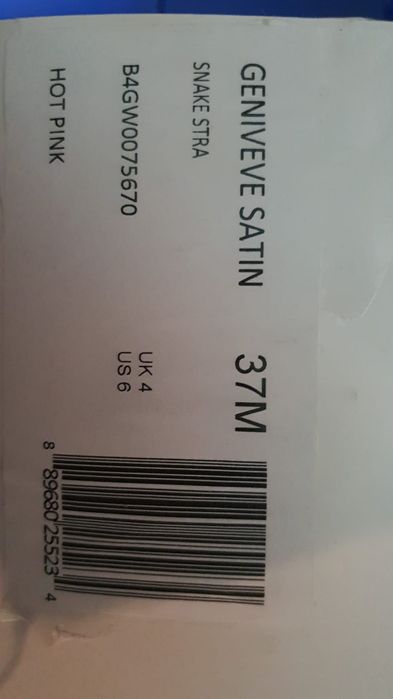 GENIVEVE SATIN 37M
SNAKE STRA
B4GW0075670
UK 4
US 6
HOT PINK
8 89680 25523 4